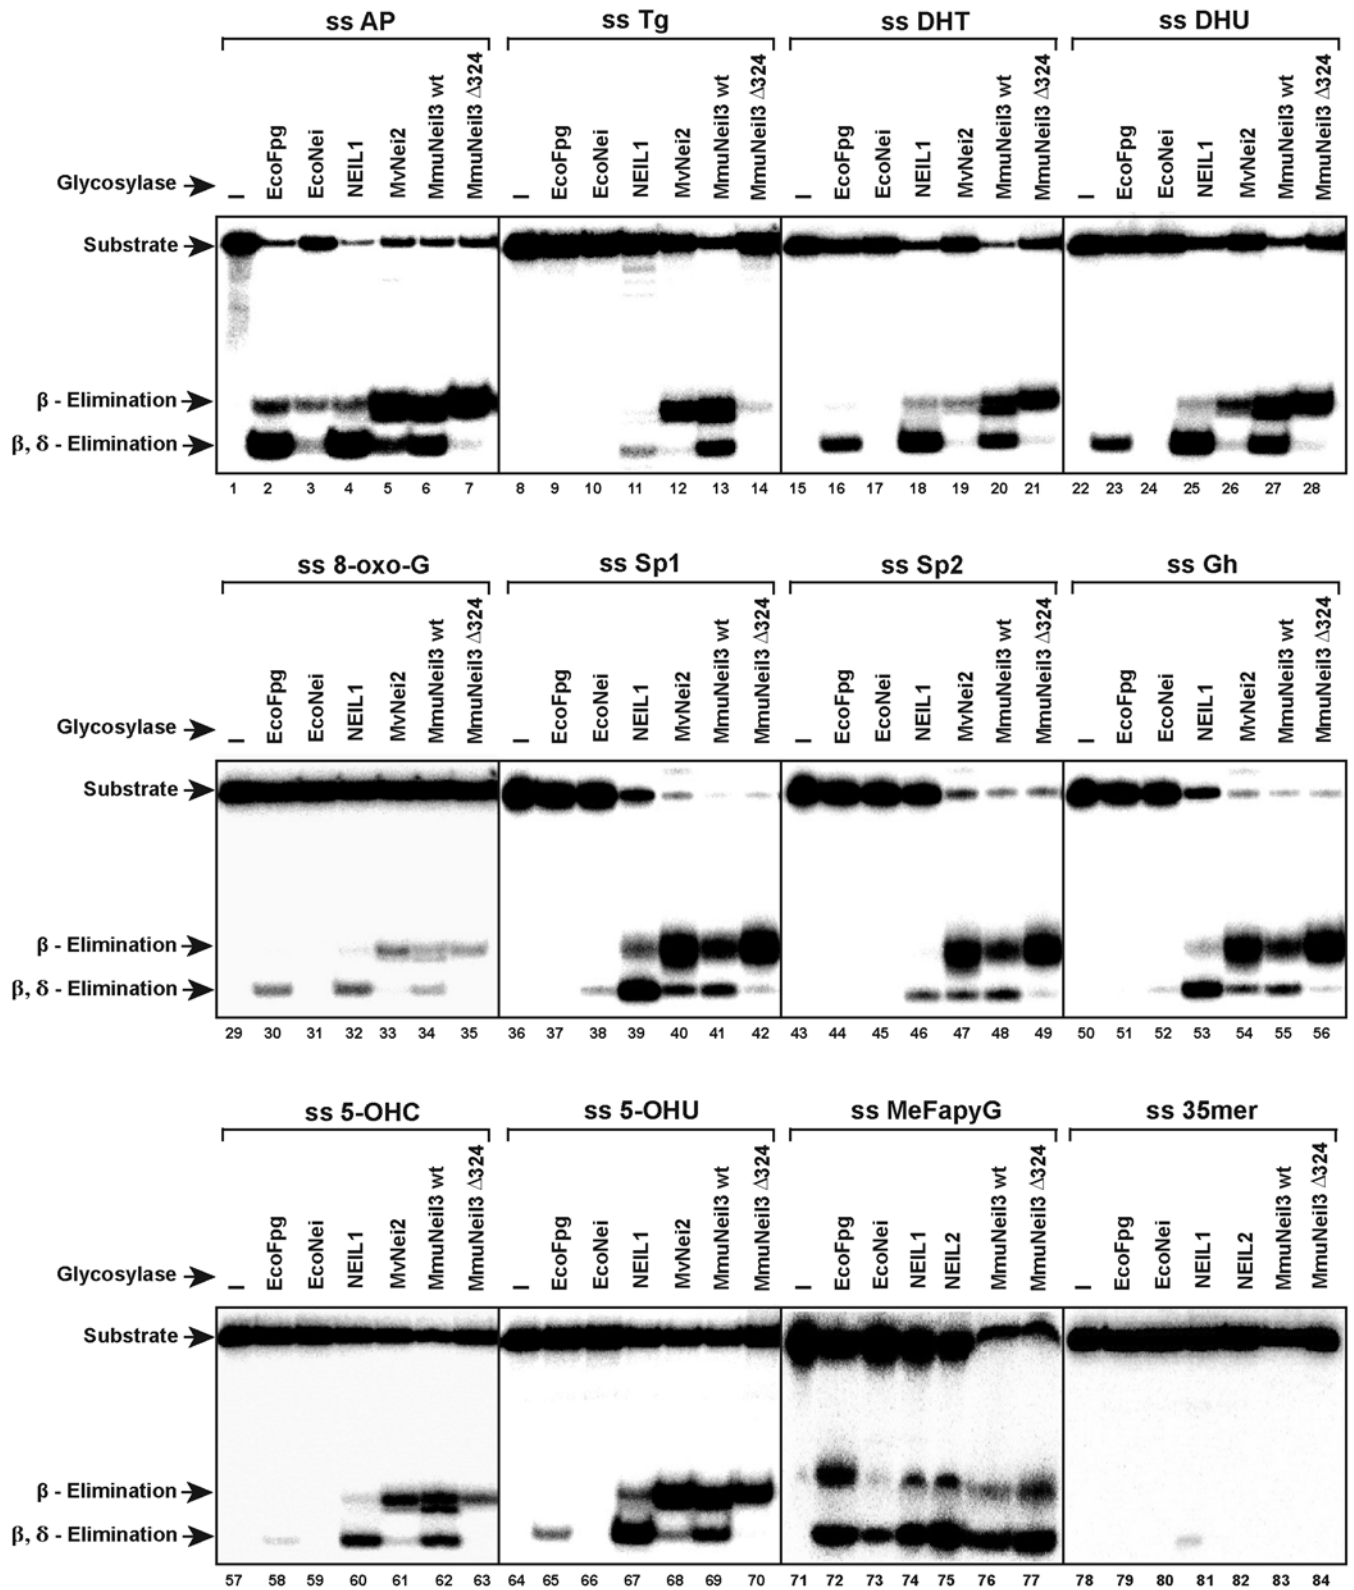 ss AP ss Tg ss DHT ss DHU
Glycosylase – EcoFpg EcoNei NEIL1 MvNei2 MmuNeil3 wt MmuNeil3 Δ324 – EcoFpg EcoNei NEIL1 MvNei2 MmuNeil3 wt MmuNeil3 Δ324 – EcoFpg EcoNei NEIL1 MvNei2 MmuNeil3 wt MmuNeil3 Δ324 – EcoFpg EcoNei NEIL1 MvNei2 MmuNeil3 wt MmuNeil3 Δ324
Substrate
β - Elimination
β, δ - Elimination
1 2 3 4 5 6 7 8 9 10 11 12 13 14 15 16 17 18 19 20 21 22 23 24 25 26 27 28
ss 8-oxo-G ss Sp1 ss Sp2 ss Gh
Glycosylase – EcoFpg EcoNei NEIL1 MvNei2 MmuNeil3 wt MmuNeil3 Δ324 – EcoFpg EcoNei NEIL1 MvNei2 MmuNeil3 wt MmuNeil3 Δ324 – EcoFpg EcoNei NEIL1 MvNei2 MmuNeil3 wt MmuNeil3 Δ324 – EcoFpg EcoNei NEIL1 MvNei2 MmuNeil3 wt MmuNeil3 Δ324
Substrate
β - Elimination
β, δ - Elimination
29 30 31 32 33 34 35 36 37 38 39 40 41 42 43 44 45 46 47 48 49 50 51 52 53 54 55 56
ss 5-OHC ss 5-OHU ss MeFapyG ss 35mer
Glycosylase – EcoFpg EcoNei NEIL1 MvNei2 MmuNeil3 wt MmuNeil3 Δ324 – EcoFpg EcoNei NEIL1 MvNei2 MmuNeil3 wt MmuNeil3 Δ324 – EcoFpg EcoNei NEIL1 NEIL2 MmuNeil3 wt MmuNeil3 Δ324 – EcoFpg EcoNei NEIL1 NEIL2 MmuNeil3 wt MmuNeil3 Δ324
Substrate
β - Elimination
β, δ - Elimination
57 58 59 60 61 62 63 64 65 66 67 68 69 70 71 72 73 74 75 76 77 78 79 80 81 82 83 84